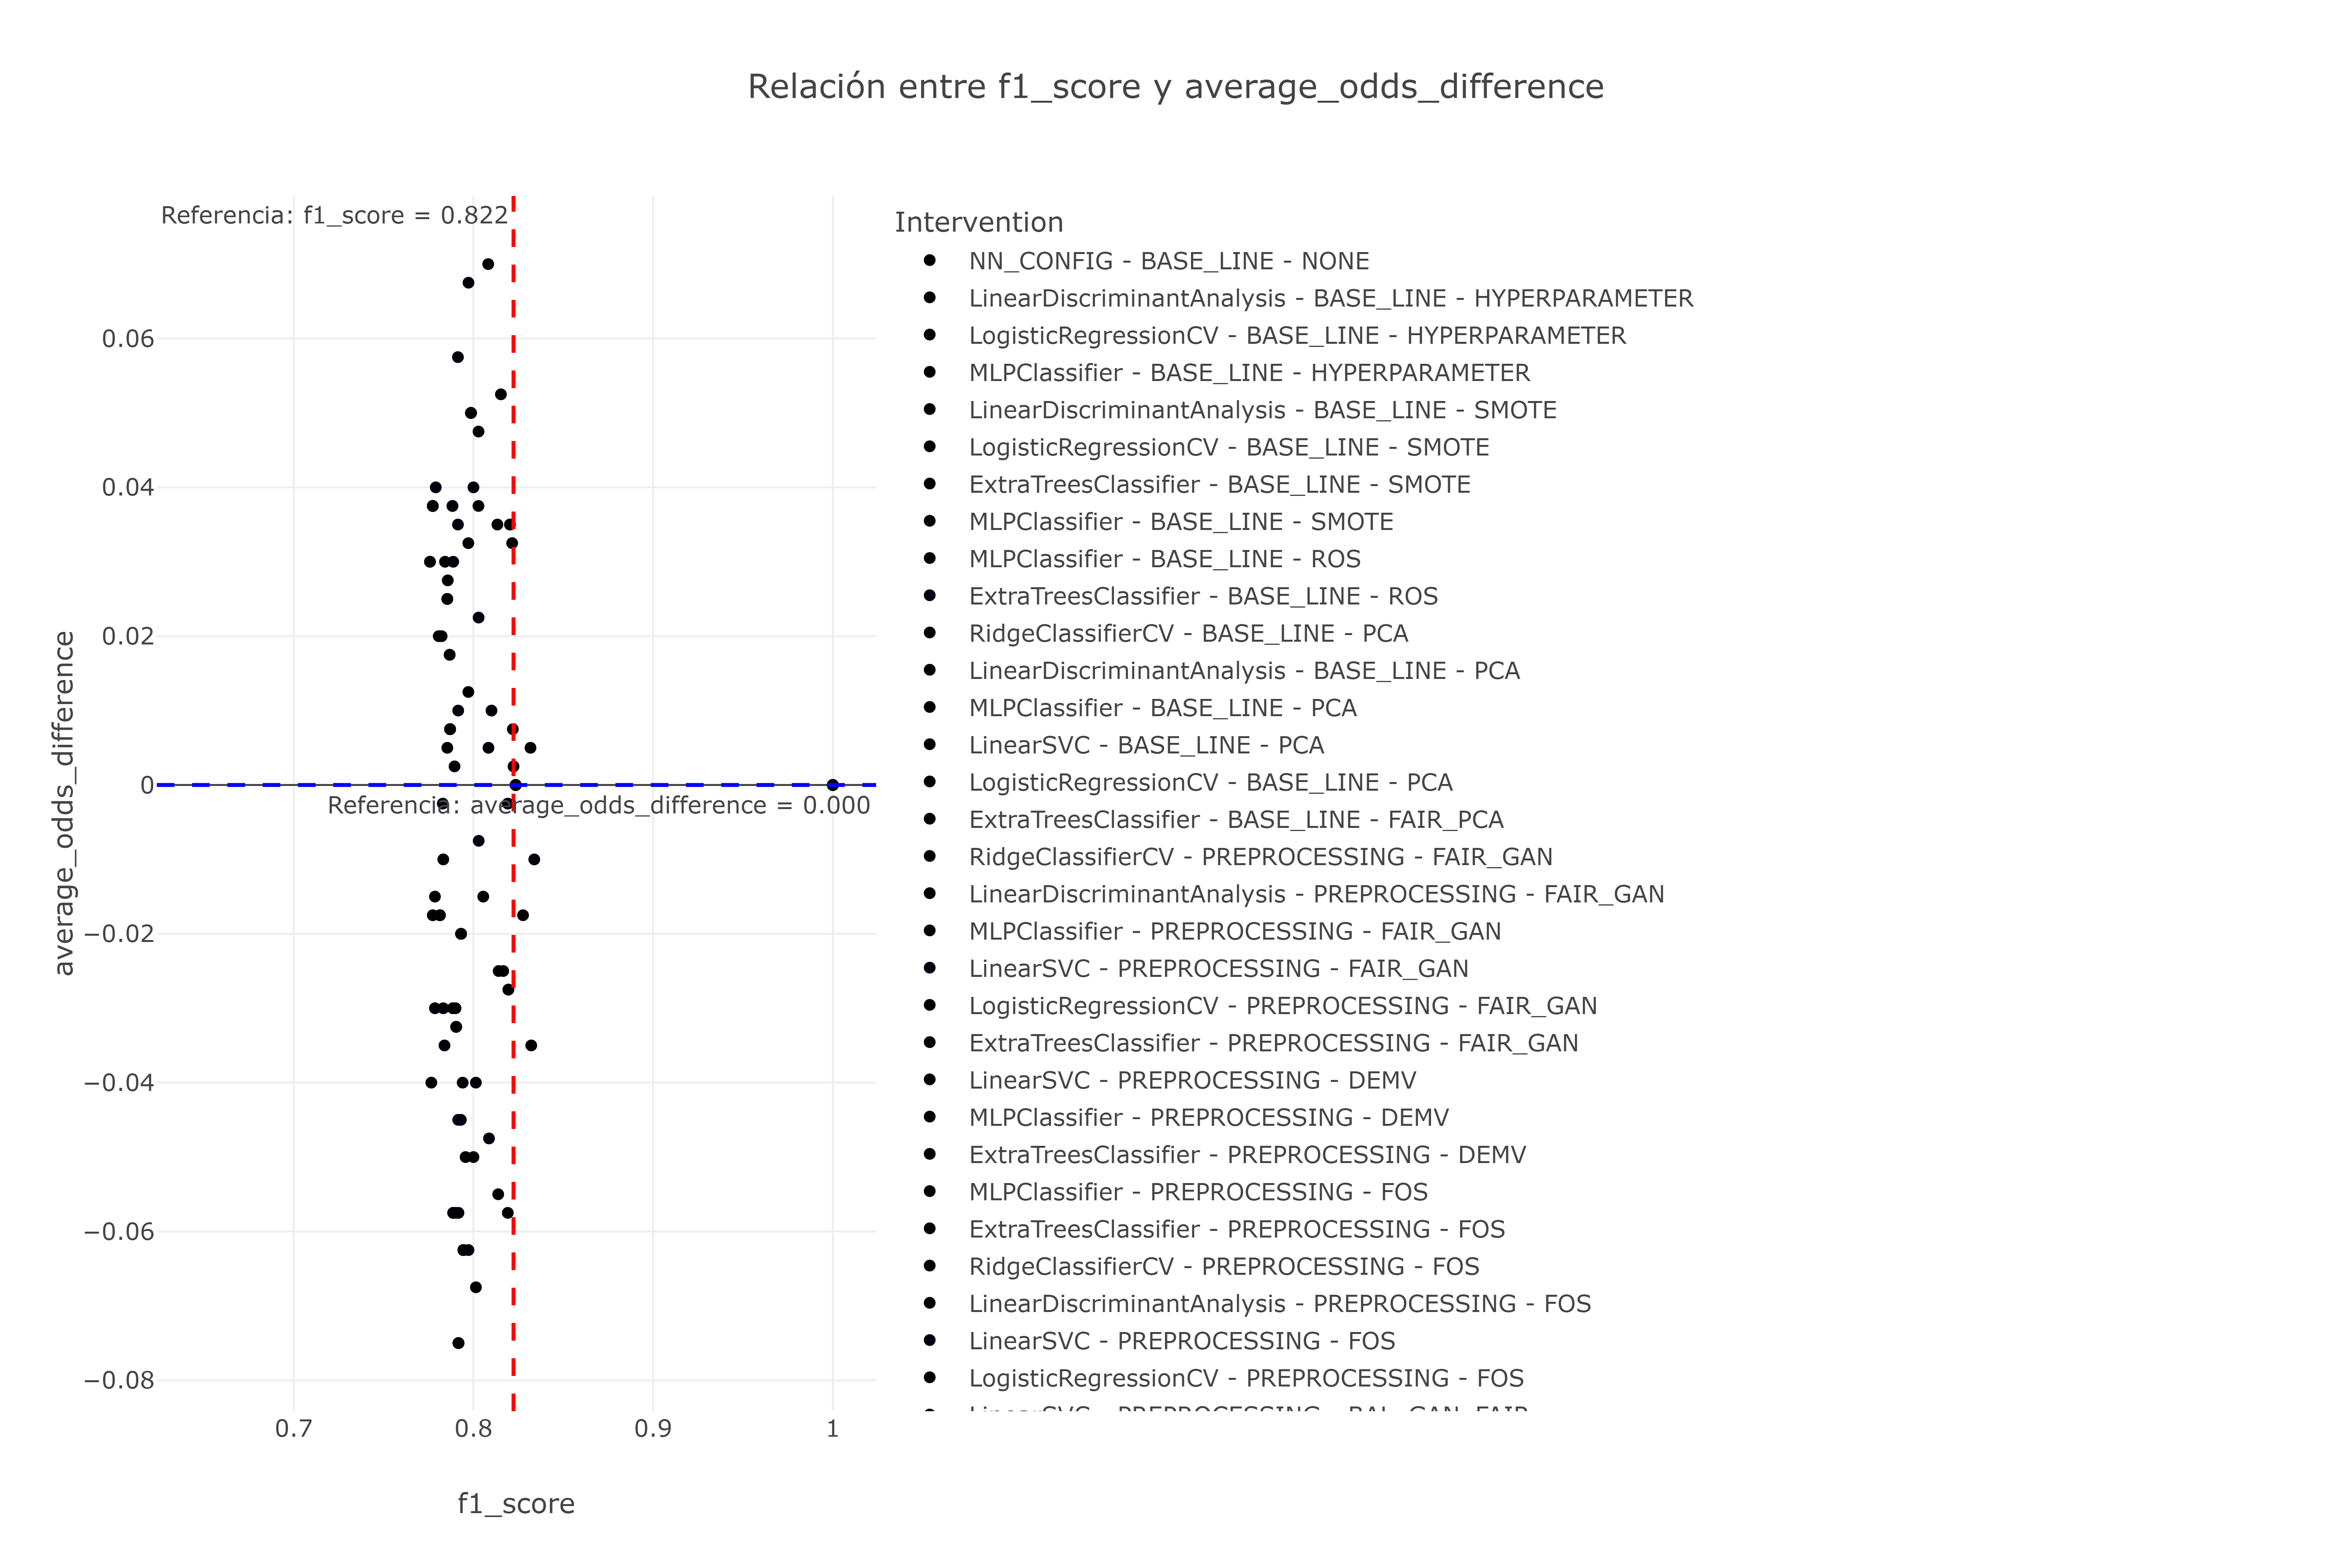 Relación entre f1_score y average_odds_difference
Referencia: f1_score = 0.822
0.06
0.04
0.02
0
−0.02
−0.04
−0.06
−0.08
average_odds_difference
Referencia: average_odds_difference = 0.000
0.7
0.8
0.9
1
f1_score
Intervention
NN_CONFIG - BASE_LINE - NONE
LinearDiscriminantAnalysis - BASE_LINE - HYPERPARAMETER
LogisticRegressionCV - BASE_LINE - HYPERPARAMETER
MLPClassifier - BASE_LINE - HYPERPARAMETER
LinearDiscriminantAnalysis - BASE_LINE - SMOTE
LogisticRegressionCV - BASE_LINE - SMOTE
ExtraTreesClassifier - BASE_LINE - SMOTE
MLPClassifier - BASE_LINE - SMOTE
MLPClassifier - BASE_LINE - ROS
ExtraTreesClassifier - BASE_LINE - ROS
RidgeClassifierCV - BASE_LINE - PCA
LinearDiscriminantAnalysis - BASE_LINE - PCA
MLPClassifier - BASE_LINE - PCA
LinearSVC - BASE_LINE - PCA
LogisticRegressionCV - BASE_LINE - PCA
ExtraTreesClassifier - BASE_LINE - FAIR_PCA
RidgeClassifierCV - PREPROCESSING - FAIR_GAN
LinearDiscriminantAnalysis - PREPROCESSING - FAIR_GAN
MLPClassifier - PREPROCESSING - FAIR_GAN
LinearSVC - PREPROCESSING - FAIR_GAN
LogisticRegressionCV - PREPROCESSING - FAIR_GAN
ExtraTreesClassifier - PREPROCESSING - FAIR_GAN
LinearSVC - PREPROCESSING - DEMV
MLPClassifier - PREPROCESSING - DEMV
ExtraTreesClassifier - PREPROCESSING - DEMV
MLPClassifier - PREPROCESSING - FOS
ExtraTreesClassifier - PREPROCESSING - FOS
RidgeClassifierCV - PREPROCESSING - FOS
LinearDiscriminantAnalysis - PREPROCESSING - FOS
LinearSVC - PREPROCESSING - FOS
LogisticRegressionCV - PREPROCESSING - FOS